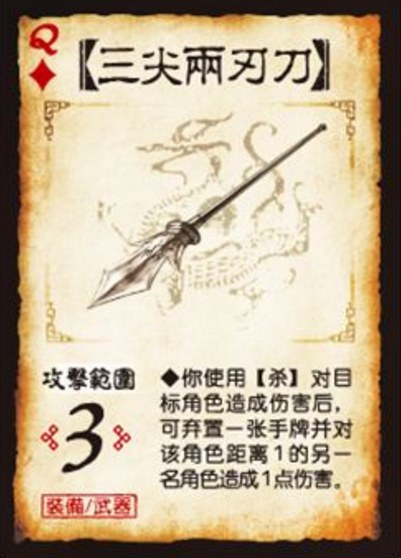 Q
【三尖兩刃刀】
攻擊範圍
3
裝備/武器
◆你使用【杀】对目
标角色造成伤害后，
可弃置一张手牌并对
该角色距离1的另一
名角色造成1点伤害。